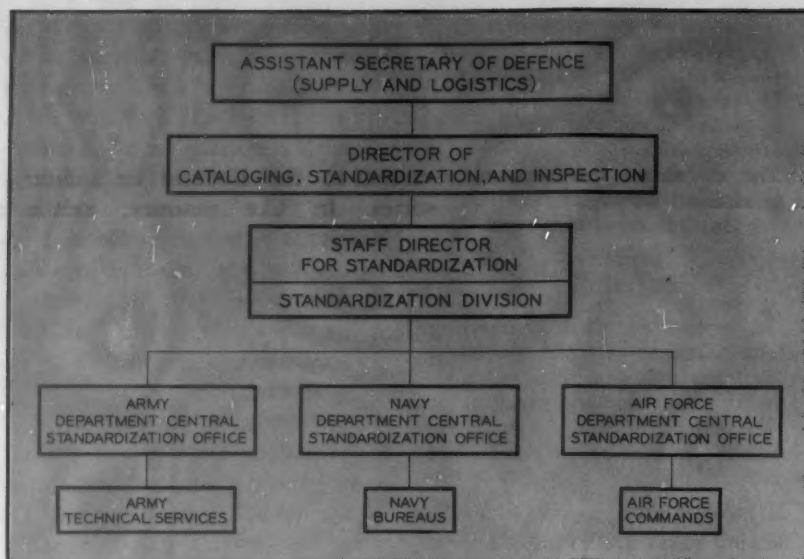 ASSISTANT SECRETARY OF DEFENCE
(SUPPLY AND LOGISTICS)
DIRECTOR OF
CATALOGING, STANDARDIZATION, AND INSPECTION
STAFF DIRECTOR
FOR STANDARDIZATION
STANDARDIZATION DIVISION
ARMY
DEPARTMENT CENTRAL
STANDARDIZATION OFFICE
NAVY
DEPARTMENT CENTRAL
STANDARDIZATION OFFICE
AIR FORCE
DEPARTMENT CENTRAL
STANDARDIZATION OFFICE
ARMY
TECHNICAL SERVICES
NAVY
BUREAUS
AIR FORCE
COMMANDS